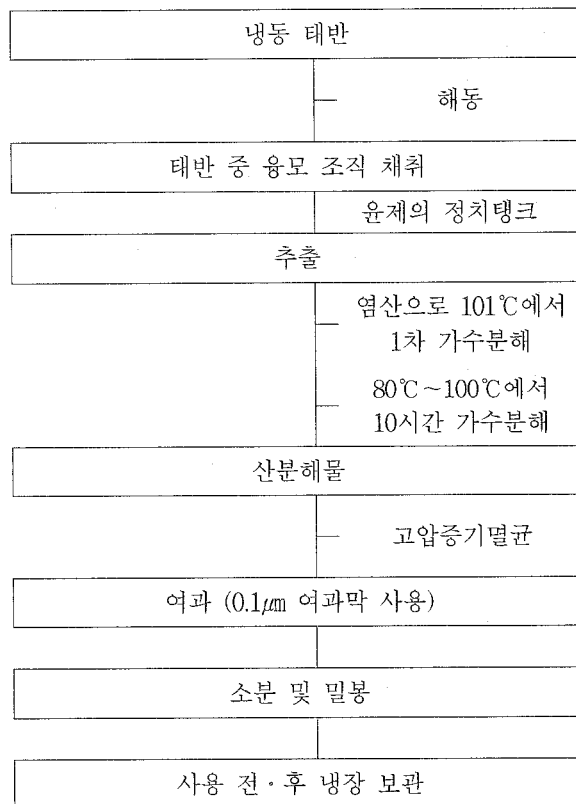 냉동 태반
해동
태반 중 융모 조직 채취
윤제의 정치탱크
추출
염산으로 101℃에서
1차 가수분해
80℃~100℃에서
10시간 가수분해
산분해물
고압증기멸균
여과 (0.1㎛ 여과막 사용)
소분 및 밀봉
사용 전·후 냉장 보관